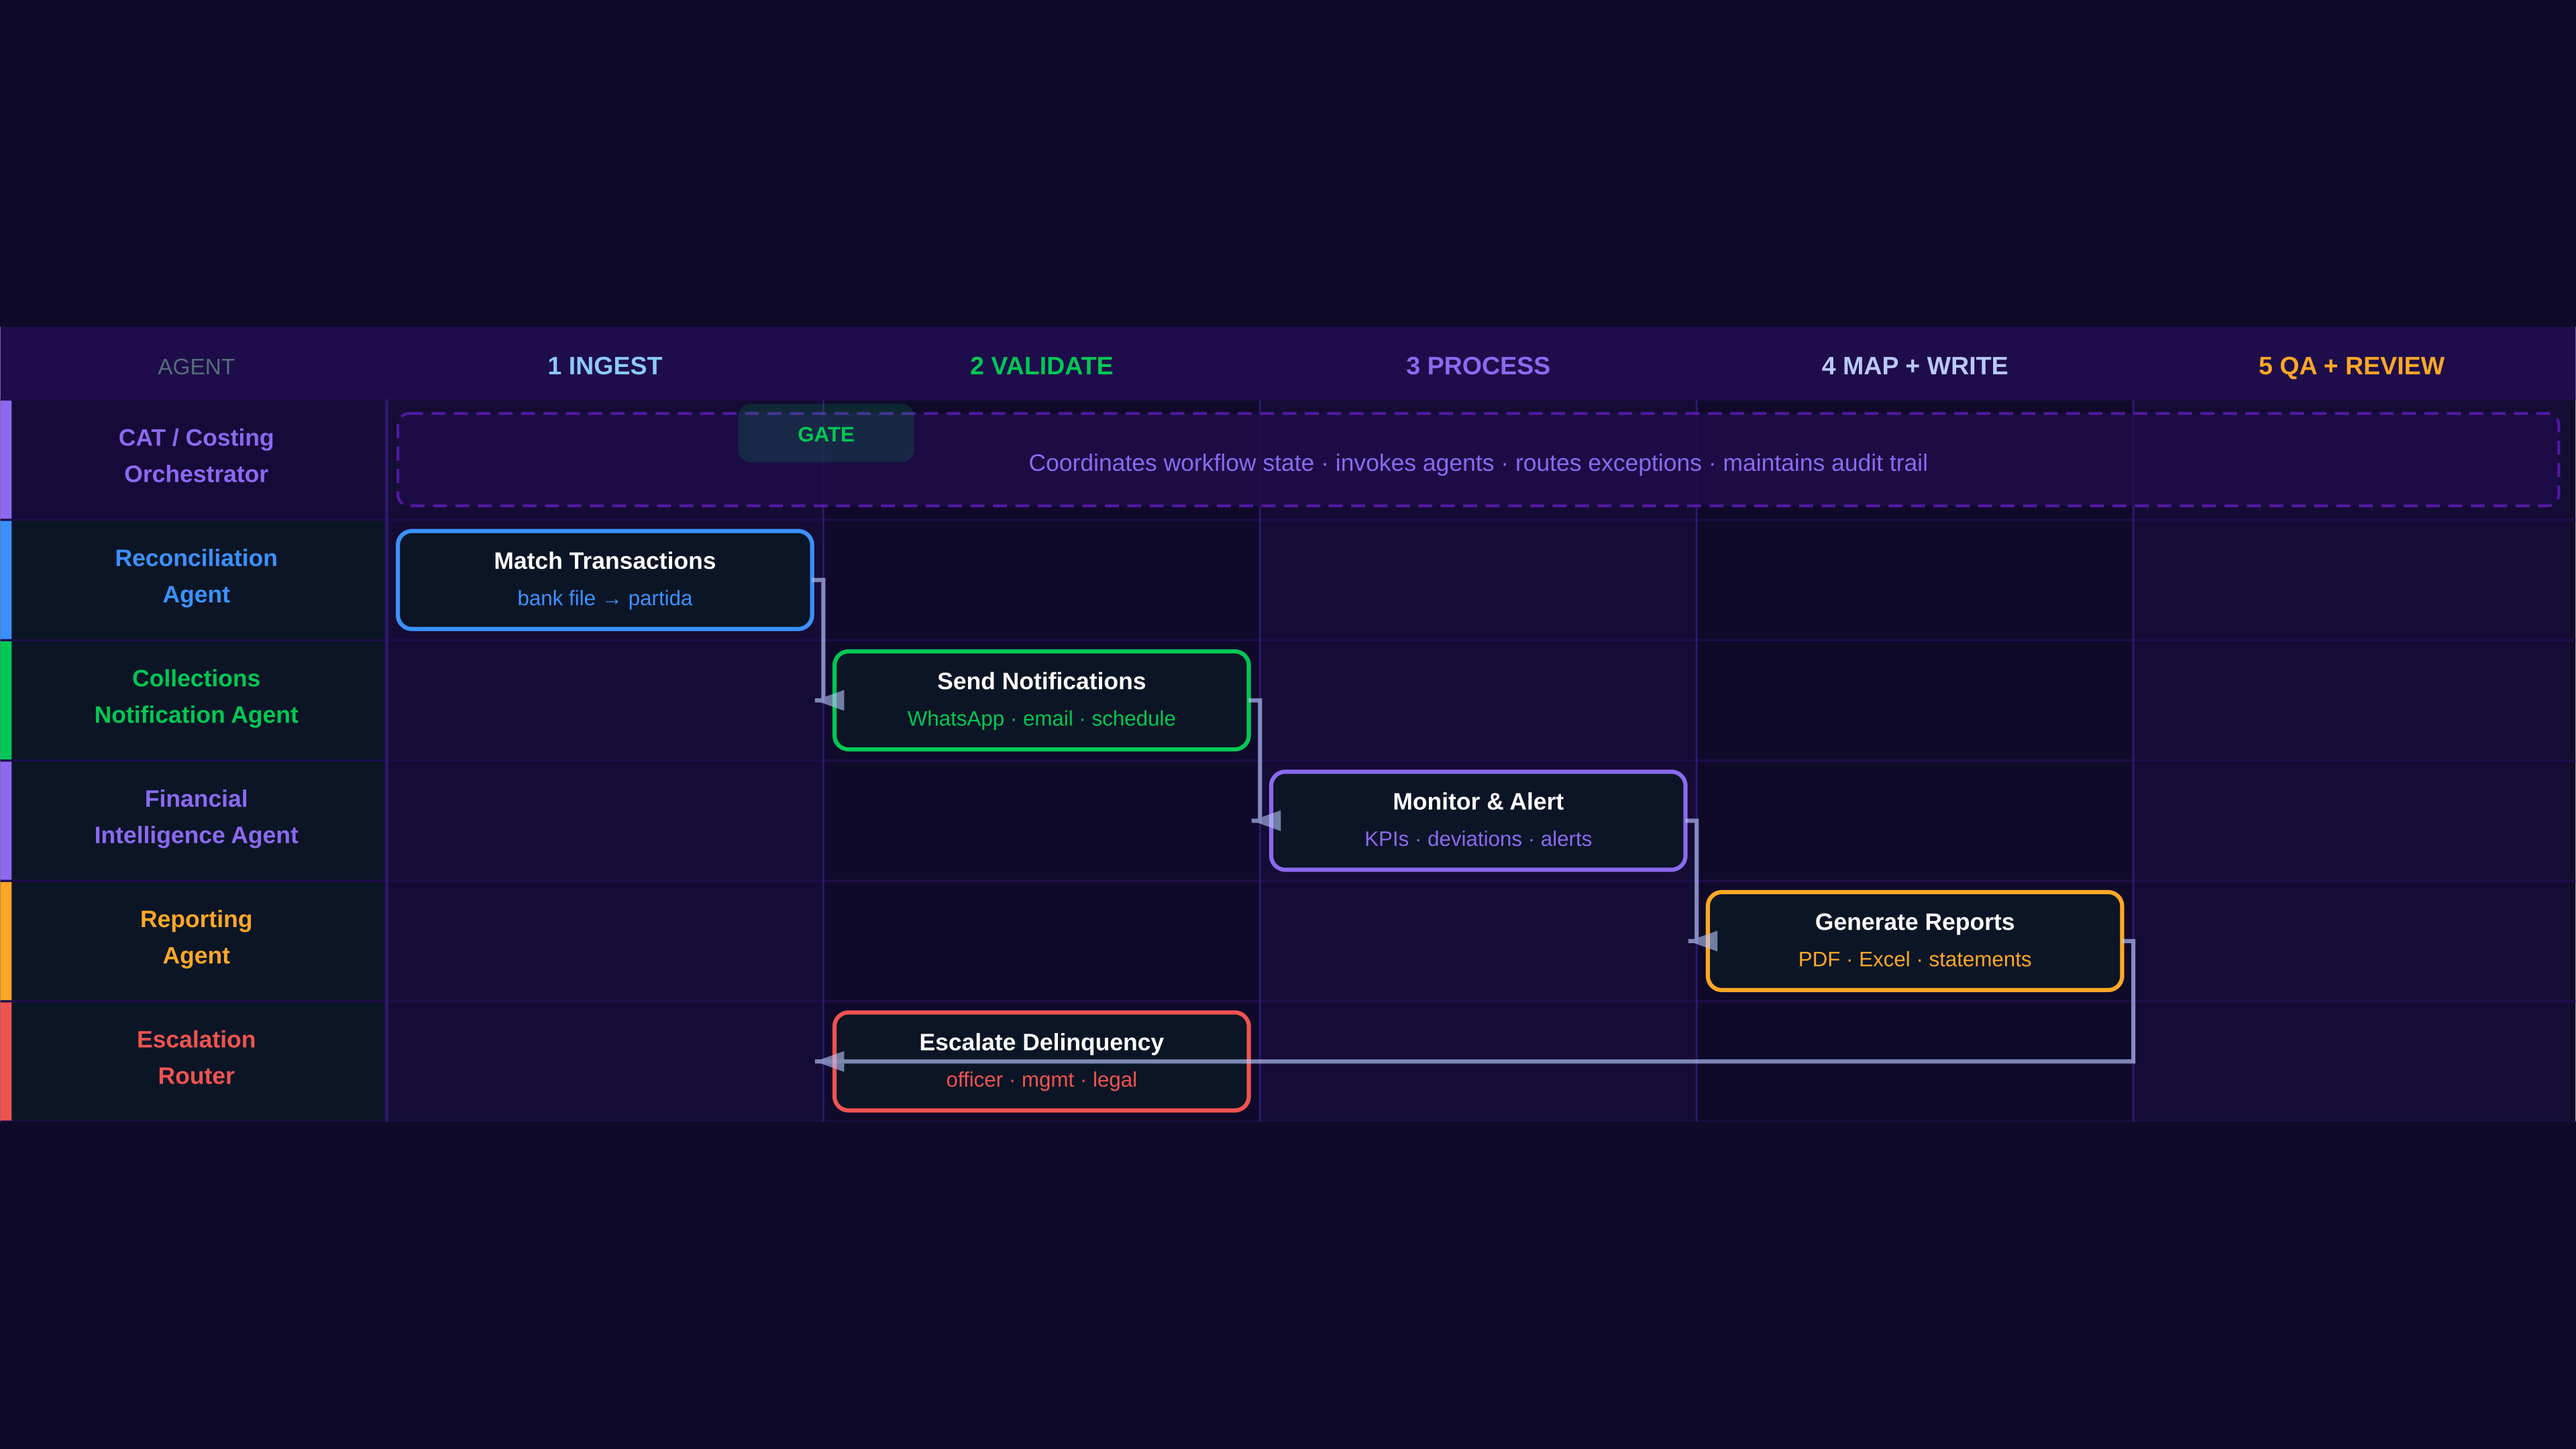 AGENT
1 INGEST
2 VALIDATE
3 PROCESS
4 MAP + WRITE
5 QA + REVIEW
CAT / Costing
Orchestrator
GATE
Coordinates workflow state · invokes agents · routes exceptions · maintains audit trail
Reconciliation
Agent
Match Transactions
bank file → partida
Collections
Notification Agent
Send Notifications
WhatsApp · email · schedule
Financial
Intelligence Agent
Monitor & Alert
KPIs · deviations · alerts
Reporting
Agent
Generate Reports
PDF · Excel · statements
Escalation
Router
Escalate Delinquency
officer · mgmt · legal